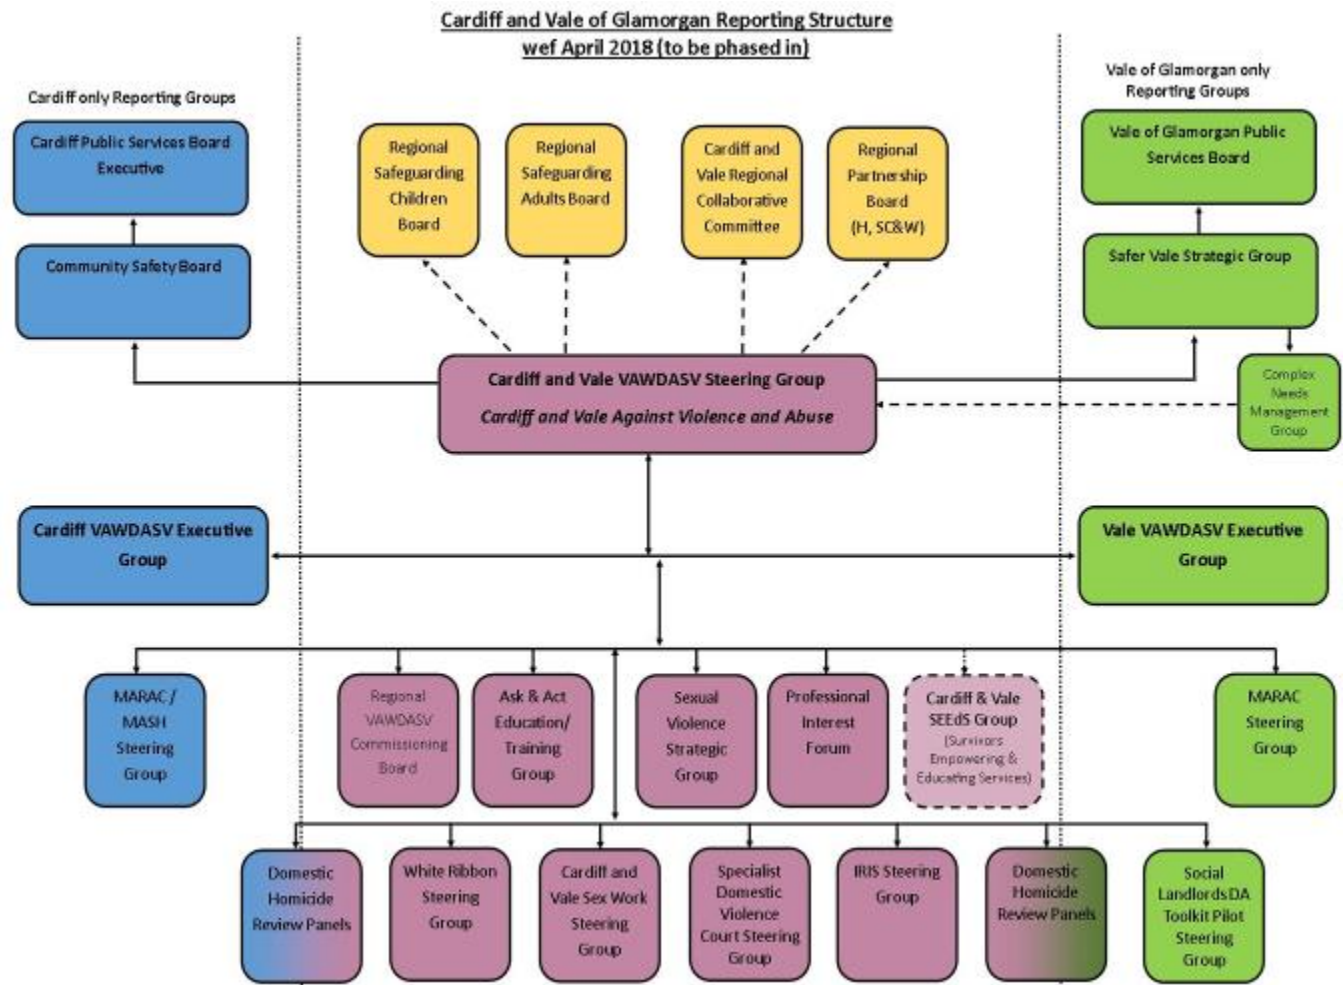 Cardiff and Vale of Glamorgan Reporting Structure
wef April 2018 (to be phased in)
Cardiff only Reporting Groups
Vale of Glamorgan only
Reporting Groups
Cardiff Public Services Board
Executive
Regional
Safeguarding
Children
Board
Regional
Safeguarding
Adults Board
Cardiff and
Vale Regional
Collaborative
Committee
Regional
Partnership
Board
(H, SC&W)
Vale of Glamorgan Public
Services Board
Community Safety Board
Safer Vale Strategic Group
Cardiff and Vale VAWDASV Steering Group
Cardiff and Vale Against Violence and Abuse
Complex
Needs
Management
Group
Cardiff VAWDASV Executive
Group
Vale VAWDASV Executive
Group
MARAC /
MASH
Steering
Group
Regional
VAWDASV
Commissioning
Board
Ask & Act
Education/
Training
Group
Sexual
Violence
Strategic
Group
Professional
Interest
Forum
Cardiff & Vale
SEEdS Group
(Survivors
Empowering &
Educating Services)
MARAC
Steering
Group
Domestic
Homicide
Review Panels
White Ribbon
Steering
Group
Cardiff and
Vale Sex Work
Steering
Group
Specialist
Domestic
Violence
Court Steering
Group
IRIS Steering
Group
Domestic
Homicide
Review Panels
Social
Landlords DA
Toolkit Pilot
Steering
Group